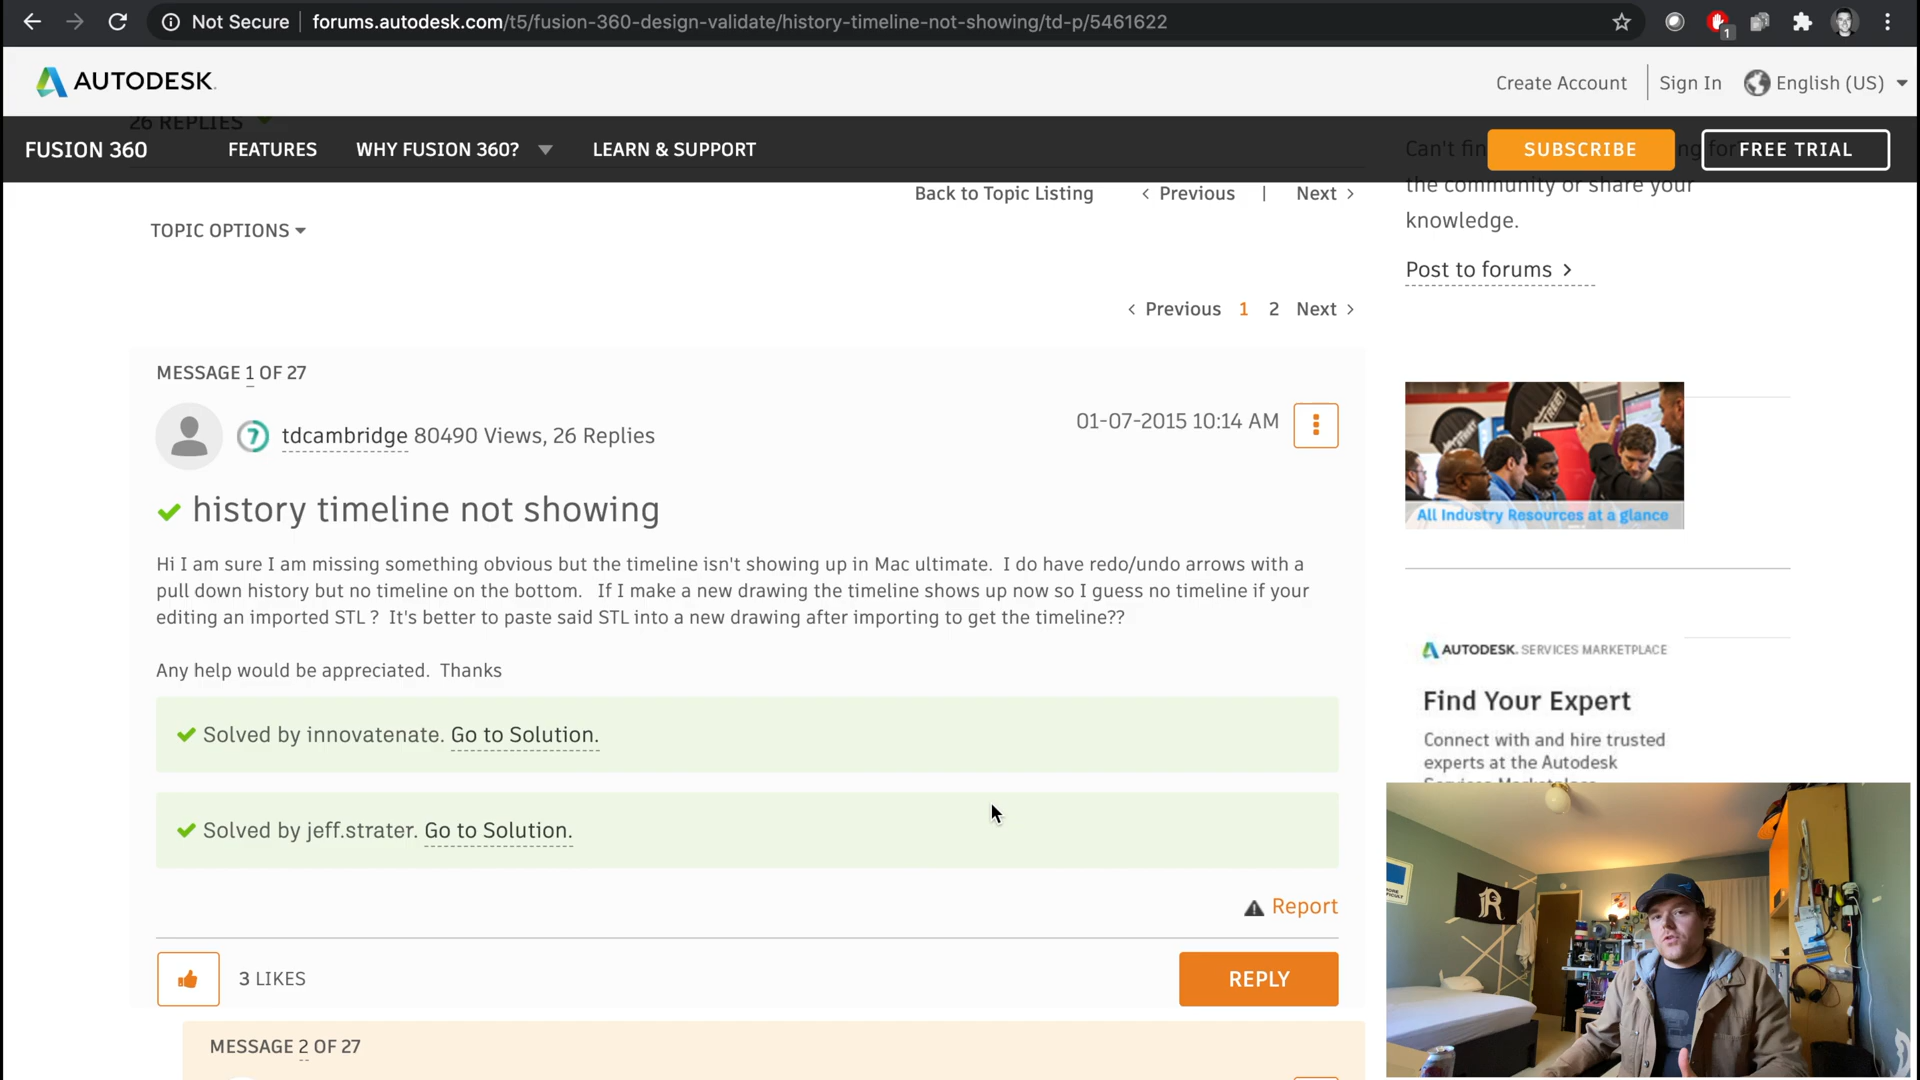 Not Secure | forums.autodesk.com/t5/fusion-360-design-validate/history-timeline-not-showing/td-p/5461622
1
AUTODESK.
Create Account
Sign In
English (US)
26 REPLIES
FUSION 360
FEATURES
WHY FUSION 360?
LEARN & SUPPORT
SUBSCRIBE
FREE TRIAL
Can't fin
the community or share your
knowledge.
Post to forums >
Back to Topic Listing
< Previous | Next >
TOPIC OPTIONS
< Previous 1 2 Next >
MESSAGE 1 OF 27
7 tdcambridge 80490 Views, 26 Replies
01-07-2015 10:14 AM
history timeline not showing
Hi I am sure I am missing something obvious but the timeline isn't showing up in Mac ultimate. I do have redo/undo arrows with a
pull down history but no timeline on the bottom. If I make a new drawing the timeline shows up now so I guess no timeline if your
editing an imported STL ? It's better to paste said STL into a new drawing after importing to get the timeline??
Any help would be appreciated. Thanks
Solved by innovatenate. Go to Solution.
Solved by jeff.strater. Go to Solution.
Report
3 LIKES
REPLY
MESSAGE 2 OF 27
All Industry Resources at a glance
AUTODESK. SERVICES MARKETPLACE
Find Your Expert
Connect with and hire trusted
experts at the Autodesk